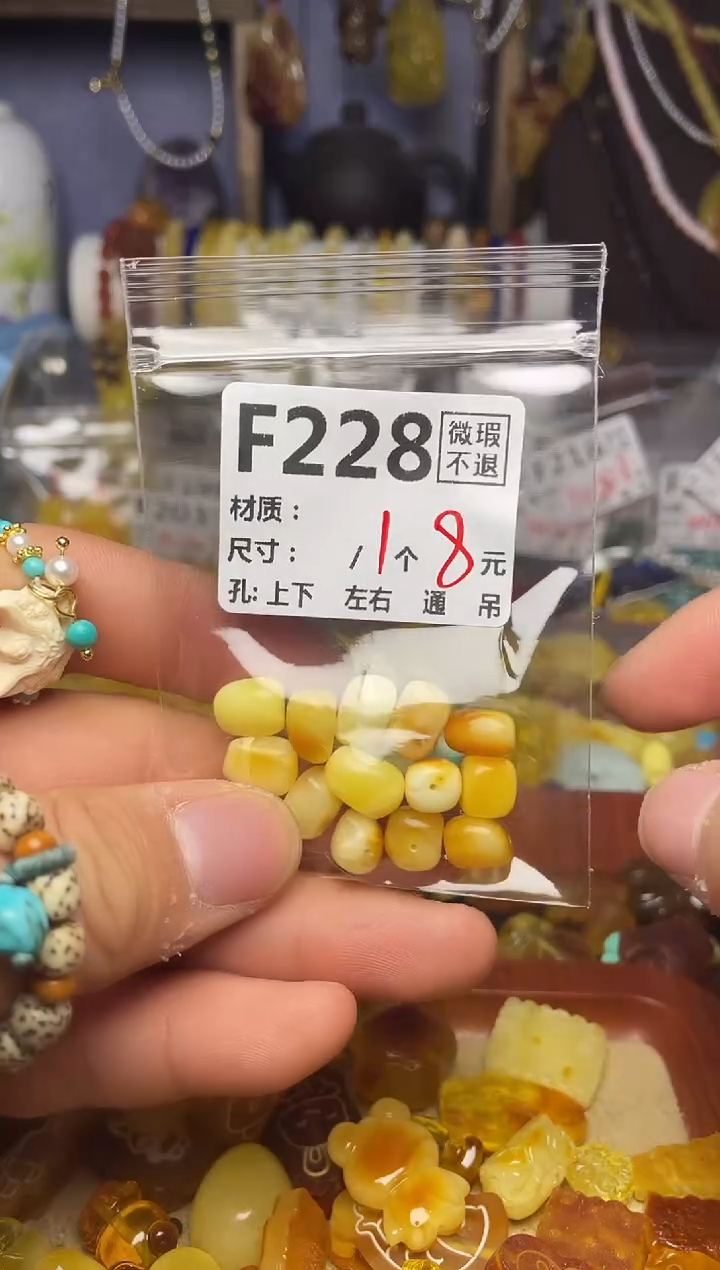 F228 微瑕
不退
材质：
尺寸： /1个 8元
孔: 上下 左右 通 吊